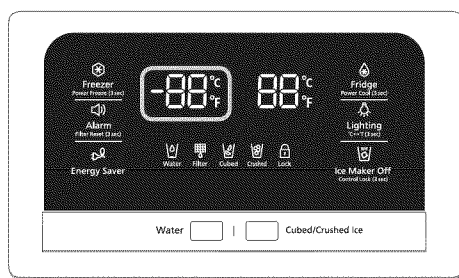 Freezer
Power Freeze (3 sec)
Alarm
Filter Reset (3 sec)
Energy Saver
-88 °C °F
88 °C °F
Water Filter Cubed Crushed Lock
Fridge
Power Cool (3 sec)
Lighting
°C↔°F (3 sec)
Ice Maker Off
Control Lock (3 sec)
Water | Cubed/Crushed Ice